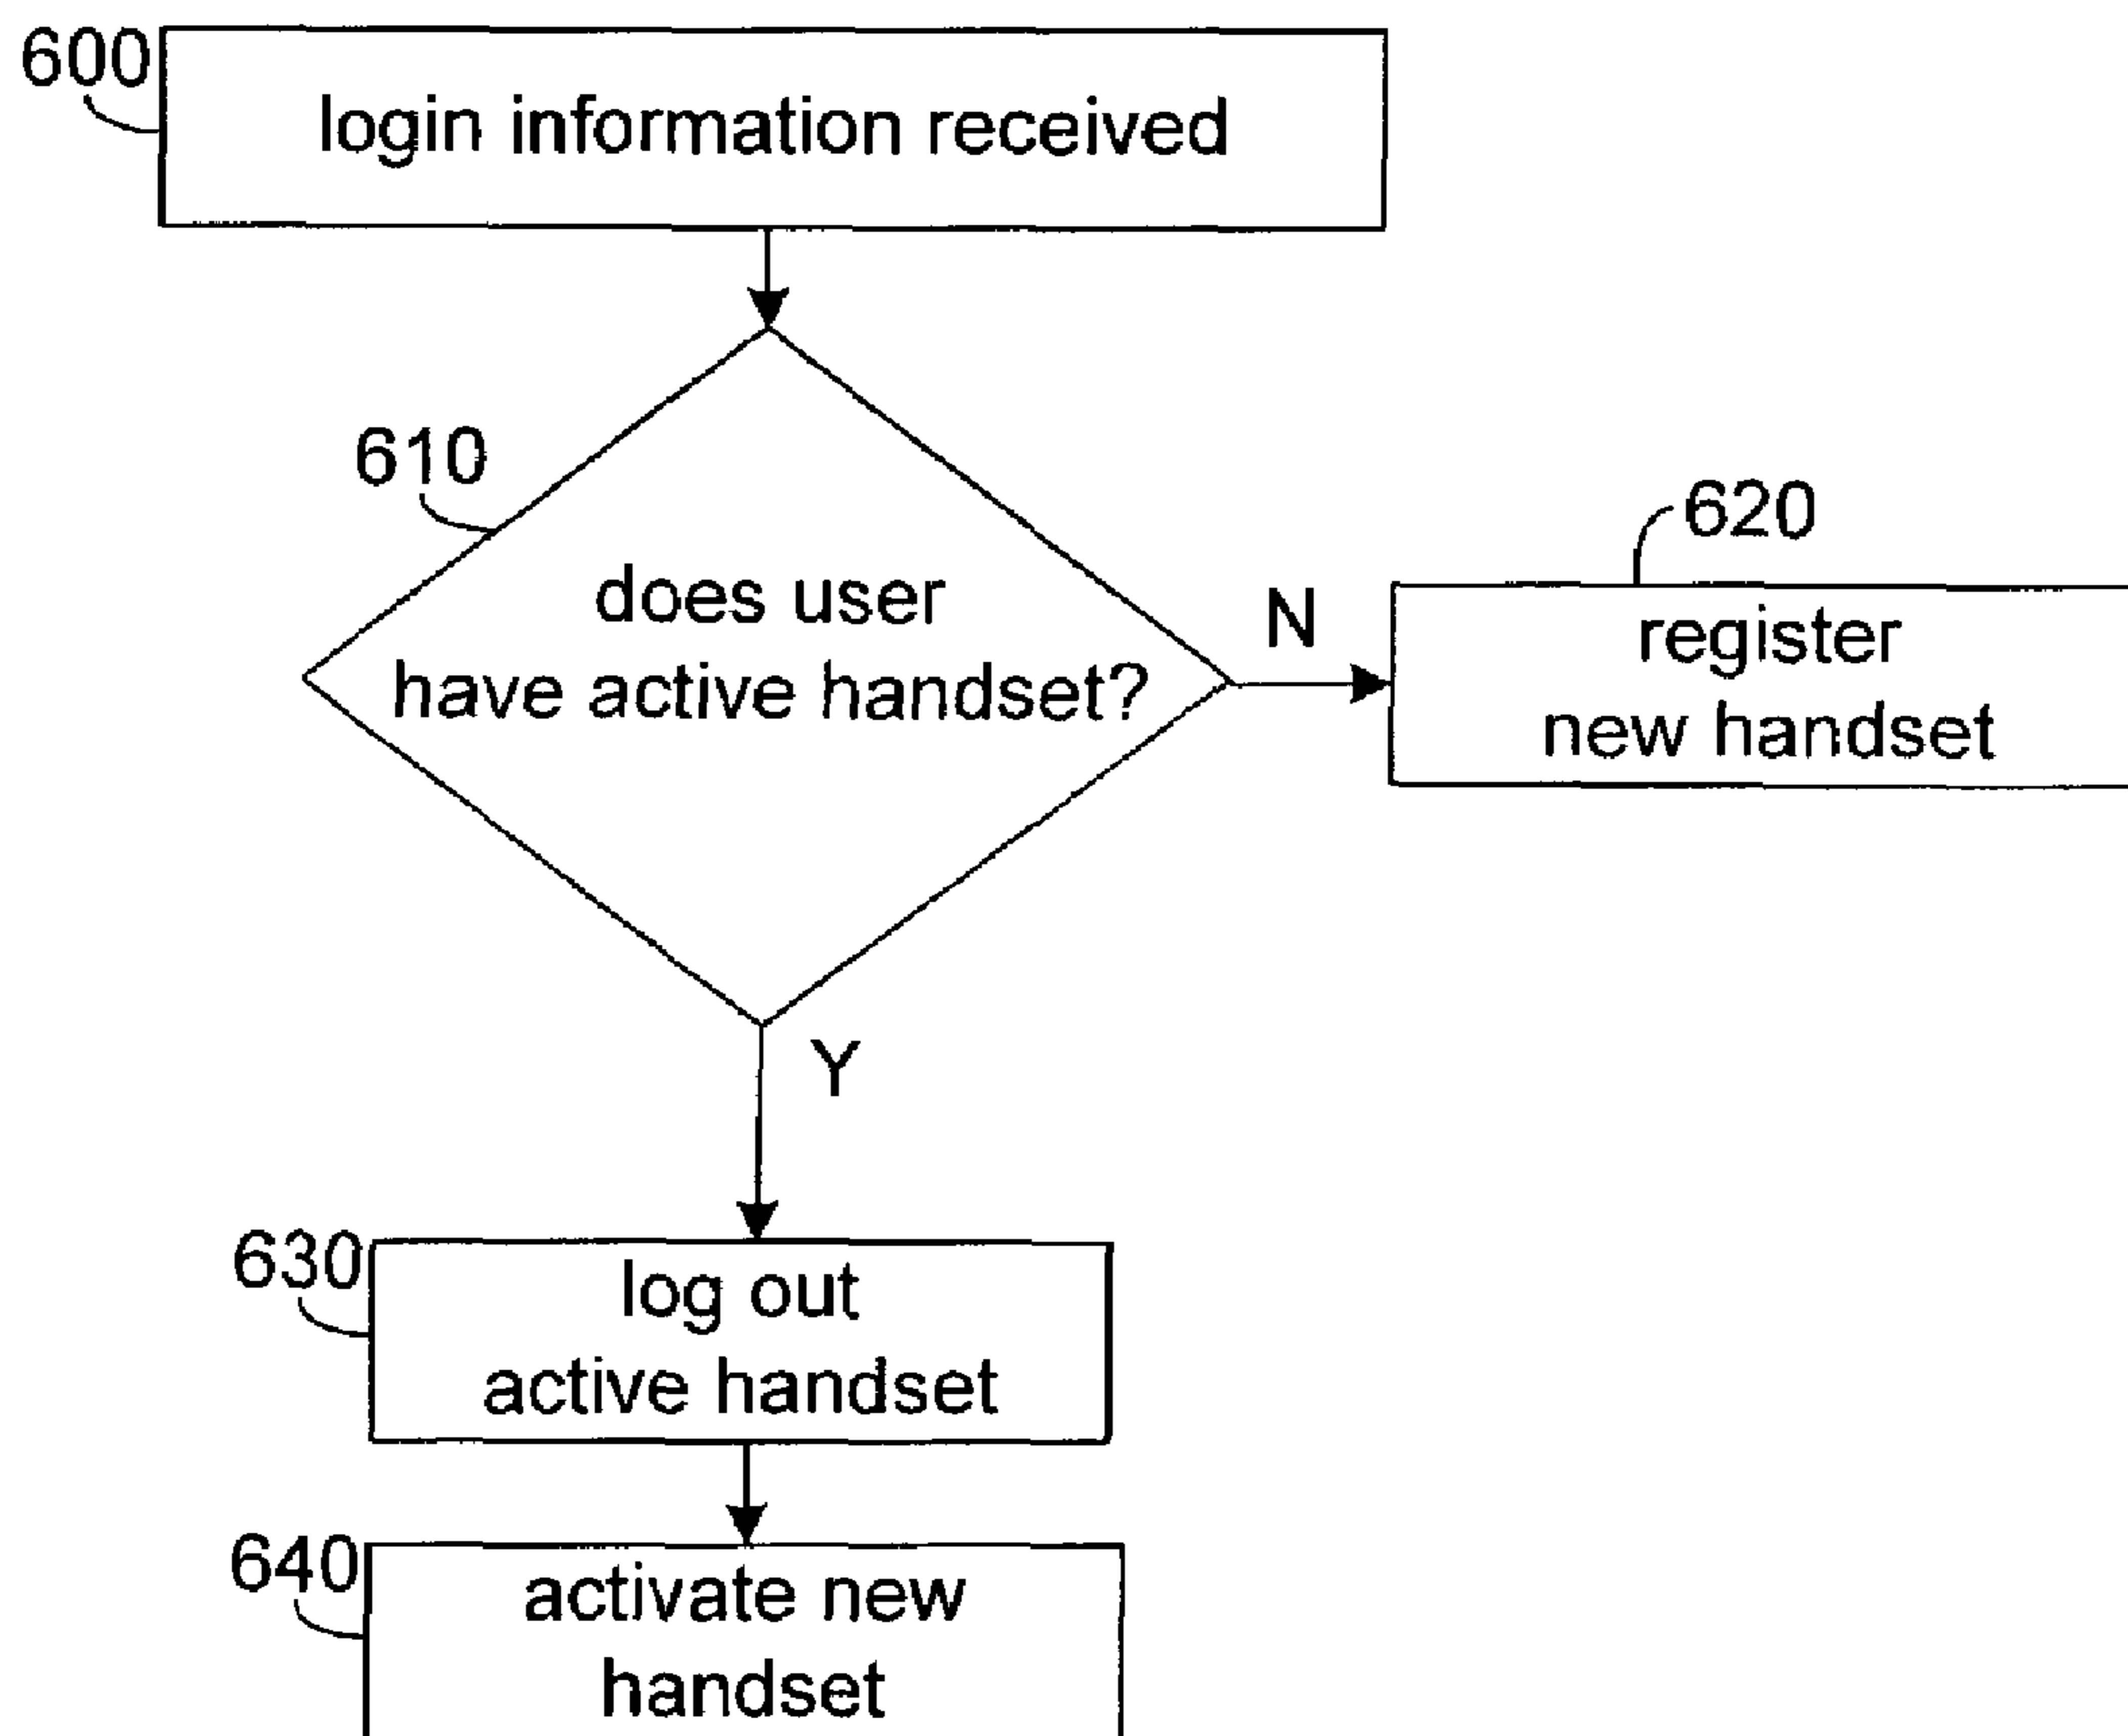 600
login information received
610
does user
have active handset?
N
620
register
new handset
Y
630
log out
active handset
640
activate new
handset